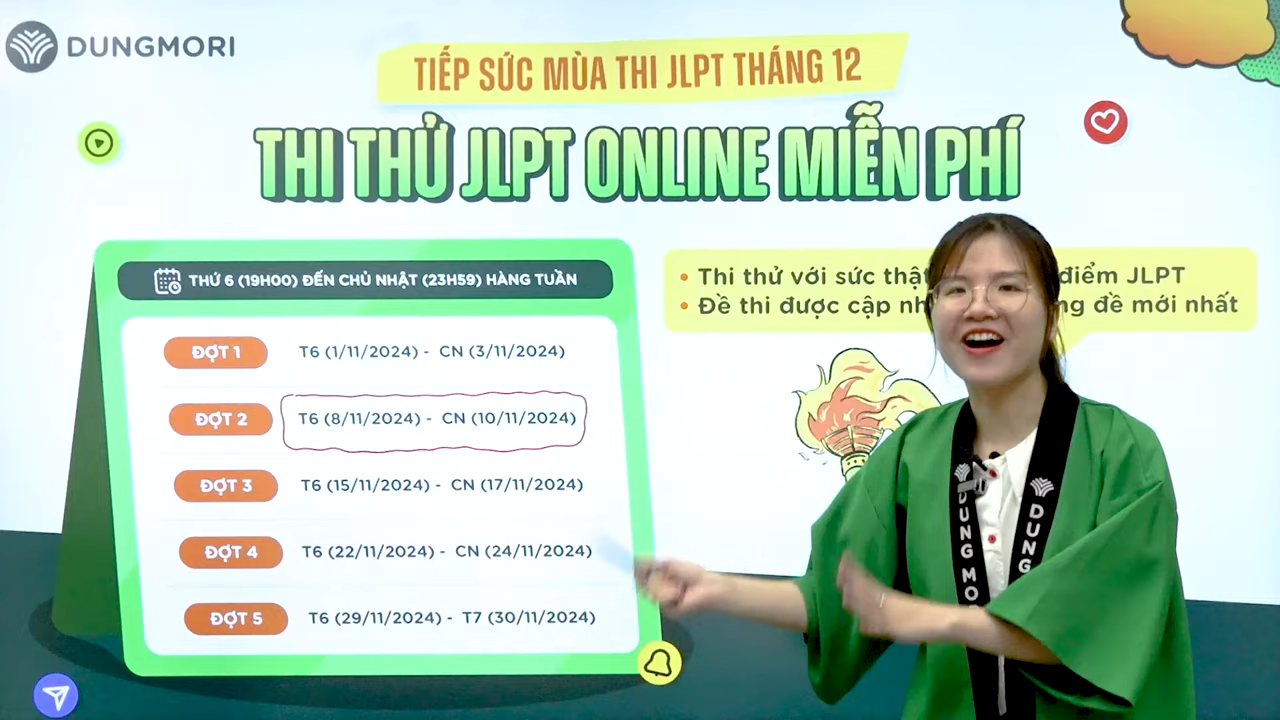 DUNGMORI
TIẾP SỨC MÙA THI JLPT THÁNG 12
THI THỬ JLPT ONLINE MIỄN PHÍ
THỨ 6 (19H00) ĐẾN CHỦ NHẬT (23H59) HÀNG TUẦN
ĐỢT 1 T6 (1/11/2024) - CN (3/11/2024)
ĐỢT 2 T6 (8/11/2024) - CN (10/11/2024)
ĐỢT 3 T6 (15/11/2024) - CN (17/11/2024)
ĐỢT 4 T6 (22/11/2024) - CN (24/11/2024)
ĐỢT 5 T6 (29/11/2024) - T7 (30/11/2024)
• Thi thử với sức thật điểm JLPT
• Đề thi được cập đề mới nhất
DUNG
DUNG